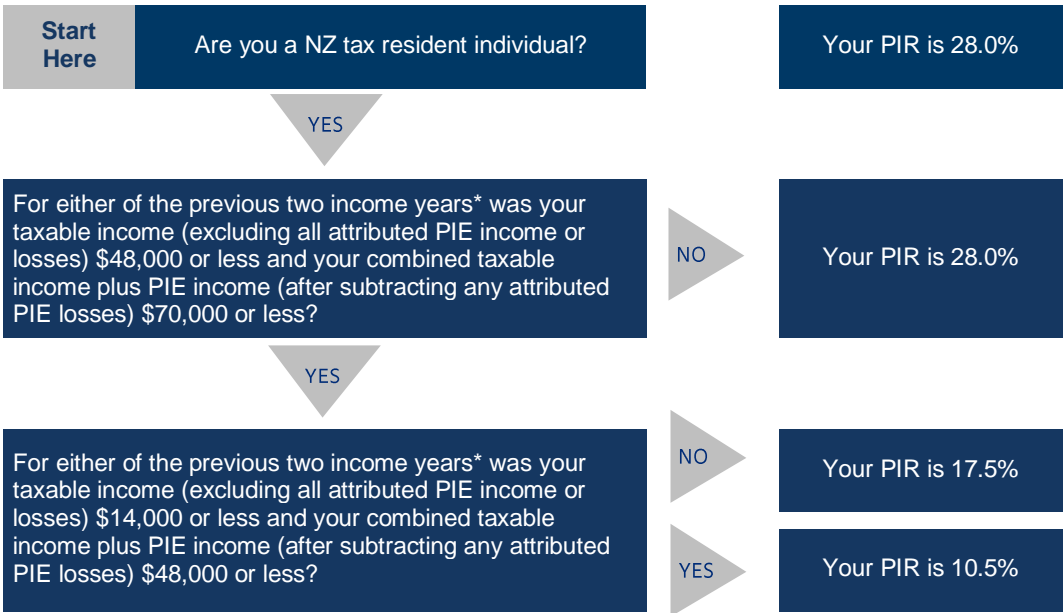 Start
Here
Are you a NZ tax resident individual?
Your PIR is 28.0%
YES
For either of the previous two income years* was your
taxable income (excluding all attributed PIE income or
losses) $48,000 or less and your combined taxable
income plus PIE income (after subtracting any attributed
PIE losses) $70,000 or less?
NO
Your PIR is 28.0%
YES
For either of the previous two income years* was your
taxable income (excluding all attributed PIE income or
losses) $14,000 or less and your combined taxable
income plus PIE income (after subtracting any attributed
PIE losses) $48,000 or less?
NO
Your PIR is 17.5%
YES
Your PIR is 10.5%